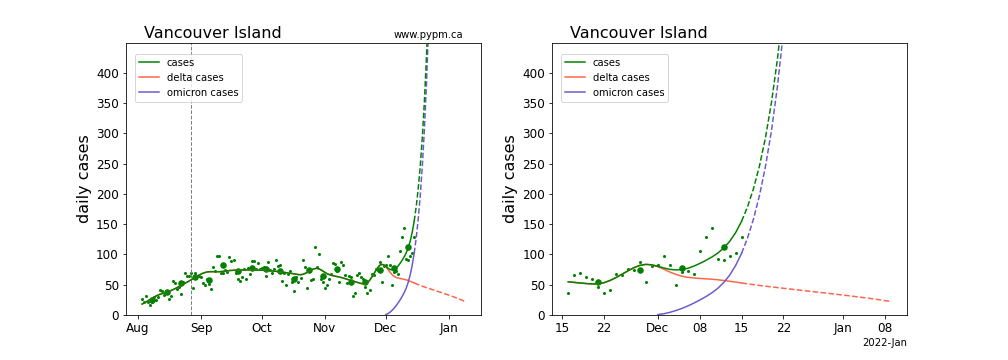 Vancouver Island
www.pypm.ca
cases
delta cases
omicron cases
daily cases
400
350
300
250
200
150
100
50
0
Aug Sep Oct Nov Dec Jan
Vancouver Island
cases
delta cases
omicron cases
daily cases
400
350
300
250
200
150
100
50
0
15 22 Dec 08 15 22 Jan 08
2022-Jan